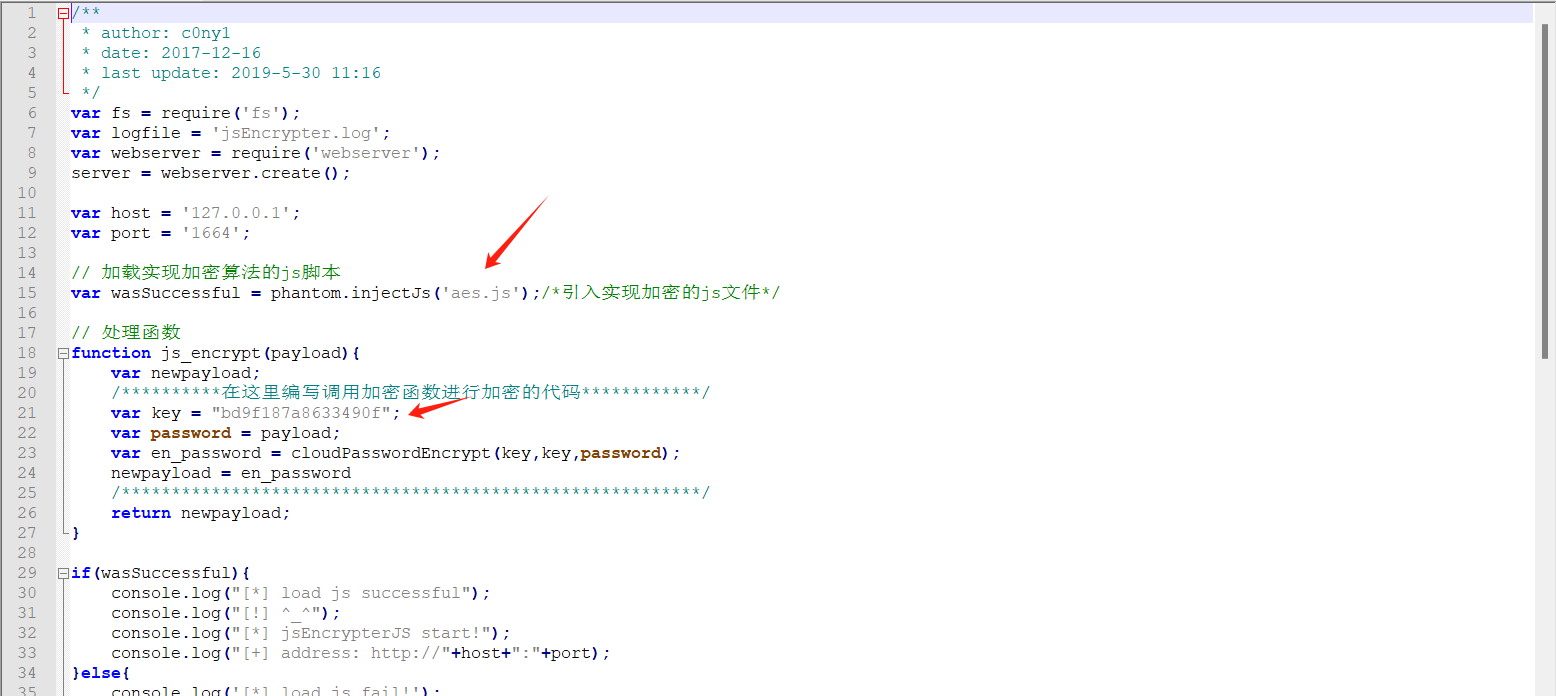 1 /**
2  * author: c0ny1
3  * date: 2017-12-16
4  * last update: 2019-5-30 11:16
5  */
6 var fs = require('fs');
7 var logfile = 'jsEncrypter.log';
8 var webserver = require('webserver');
9 server = webserver.create();
10
11 var host = '127.0.0.1';
12 var port = '1664';
13
14 // 加载实现加密算法的js脚本
15 var wasSuccessful = phantom.injectJs('aes.js');/*引入实现加密的js文件*/
16
17 // 处理函数
18 function js_encrypt(payload){
19     var newpayload;
20     /**********在这里编写调用加密函数进行加密的代码************/
21     var key = "bd9f187a8633490f";
22     var password = payload;
23     var en_password = cloudPasswordEncrypt(key,key,password);
24     newpayload = en_password
25     /**********************************************************/
26     return newpayload;
27 }
28
29 if(wasSuccessful){
30     console.log("[*] load js successful");
31     console.log("[!] ^_^");
32     console.log("[*] jsEncrypterJS start!");
33     console.log("[+] address: http://"+host+":"+port);
34 }else{
35     console.log('[*] load js fail!');